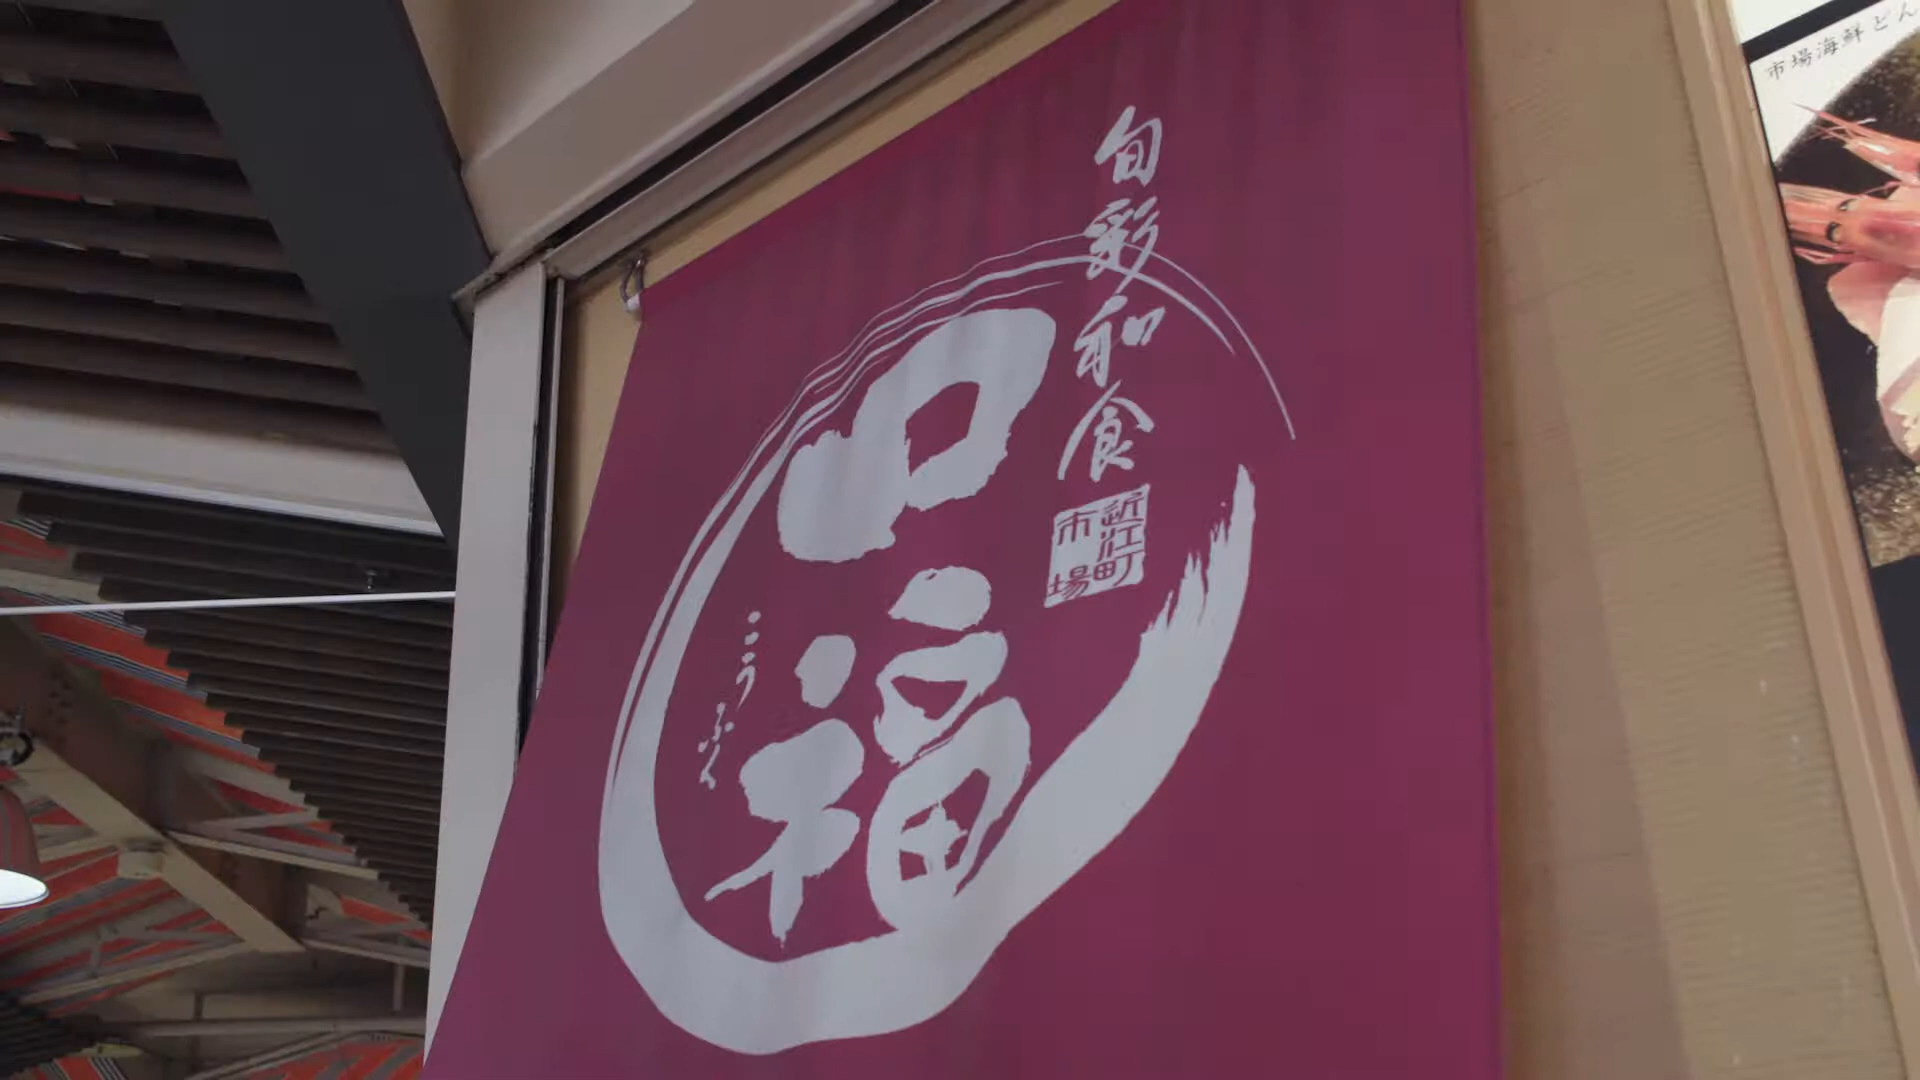 旬彩和食
近江町
市場
口福
こうふく
市場海鮮どん